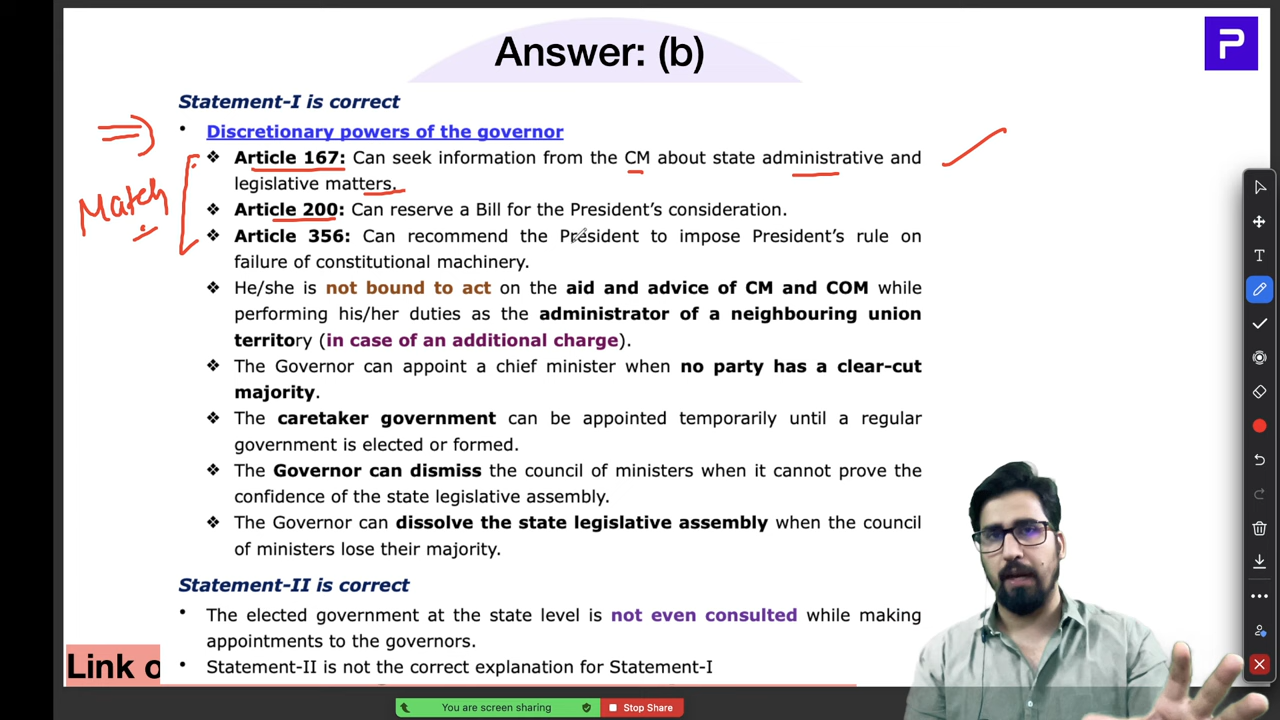 Answer: (b)
P
Statement-I is correct
• Discretionary powers of the governor
❖ Article 167: Can seek information from the CM about state administrative and
legislative matters.
❖ Article 200: Can reserve a Bill for the President's consideration.
❖ Article 356: Can recommend the President to impose President's rule on
failure of constitutional machinery.
❖ He/she is not bound to act on the aid and advice of CM and COM while
performing his/her duties as the administrator of a neighbouring union
territory (in case of an additional charge).
❖ The Governor can appoint a chief minister when no party has a clear-cut
majority.
❖ The caretaker government can be appointed temporarily until a regular
government is elected or formed.
❖ The Governor can dismiss the council of ministers when it cannot prove the
confidence of the state legislative assembly.
❖ The Governor can dissolve the state legislative assembly when the council
of ministers lose their majority.
Match
Statement-II is correct
• The elected government at the state level is not even consulted while making
appointments to the governors.
• Statement-II is not the correct explanation for Statement-I
Link o
You are screen sharing
Stop Share
T